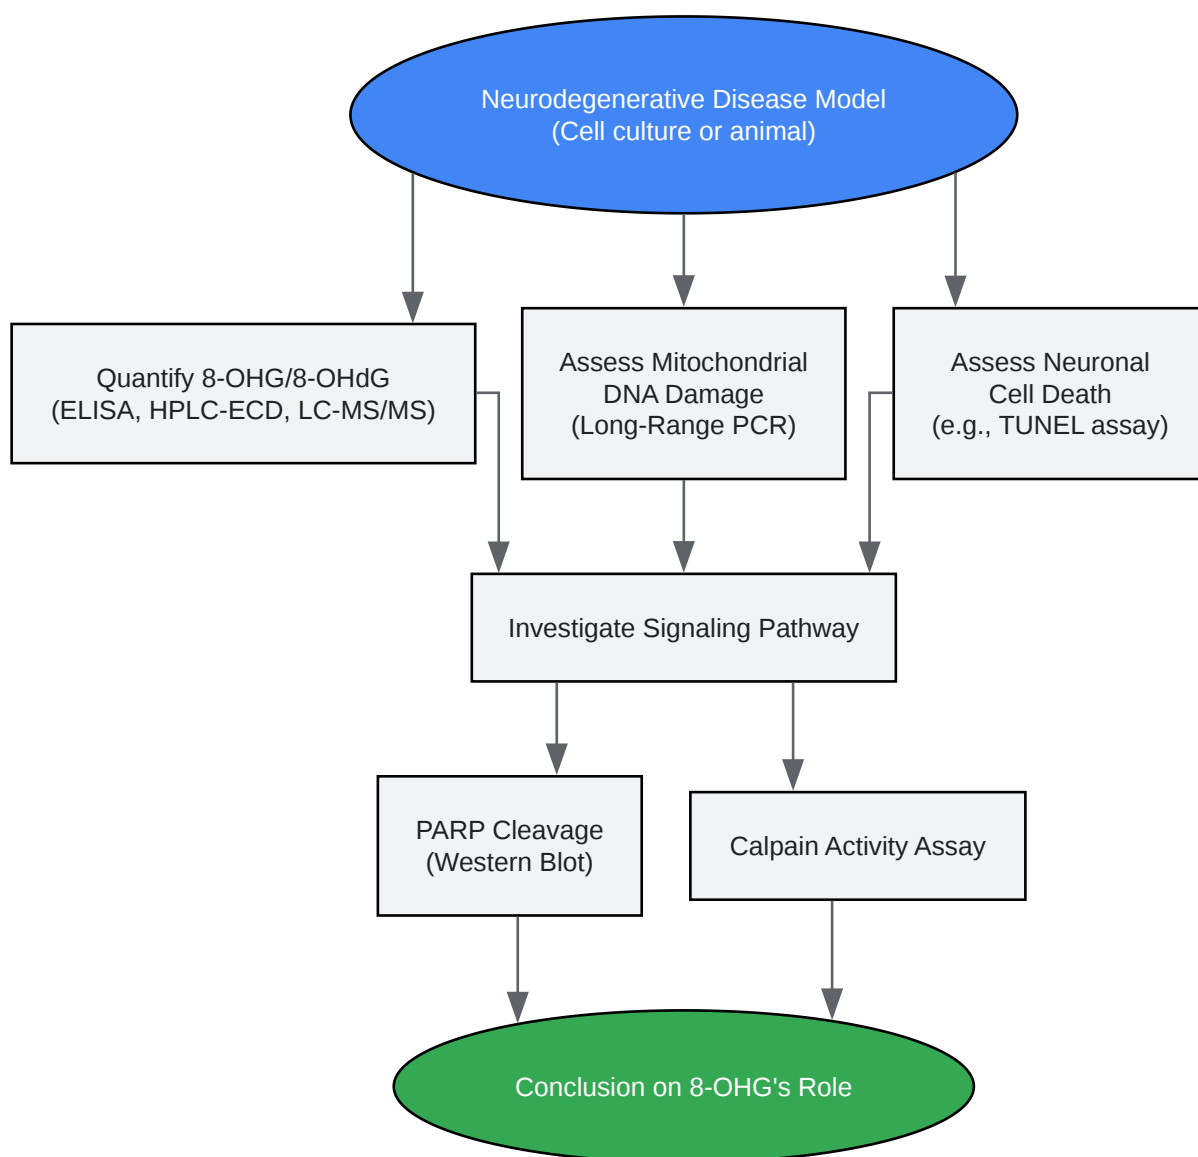 Neurodegenerative Disease Model
(Cell culture or animal)
Quantify 8-OHG/8-OHdG
(ELISA, HPLC-ECD, LC-MS/MS)
Assess Mitochondrial
DNA Damage
(Long-Range PCR)
Assess Neuronal
Cell Death
(e.g., TUNEL assay)
Investigate Signaling Pathway
PARP Cleavage
(Western Blot)
Calpain Activity Assay
Conclusion on 8-OHG's Role